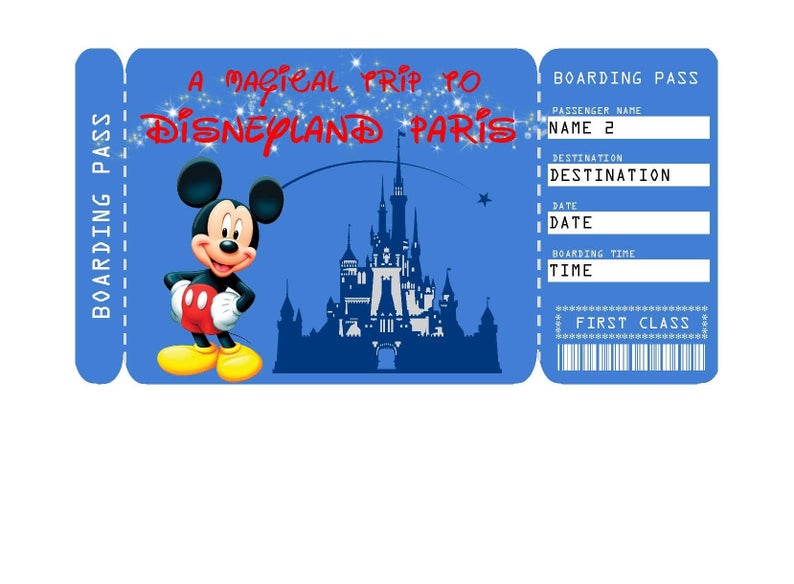 BOARDING PASS
A MAGICAL TRIP TO
DISNEYLAND PARIS
BOARDING PASS
PASSENGER NAME
NAME 2
DESTINATION
DESTINATION
DATE
DATE
BOARDING TIME
TIME
FIRST CLASS